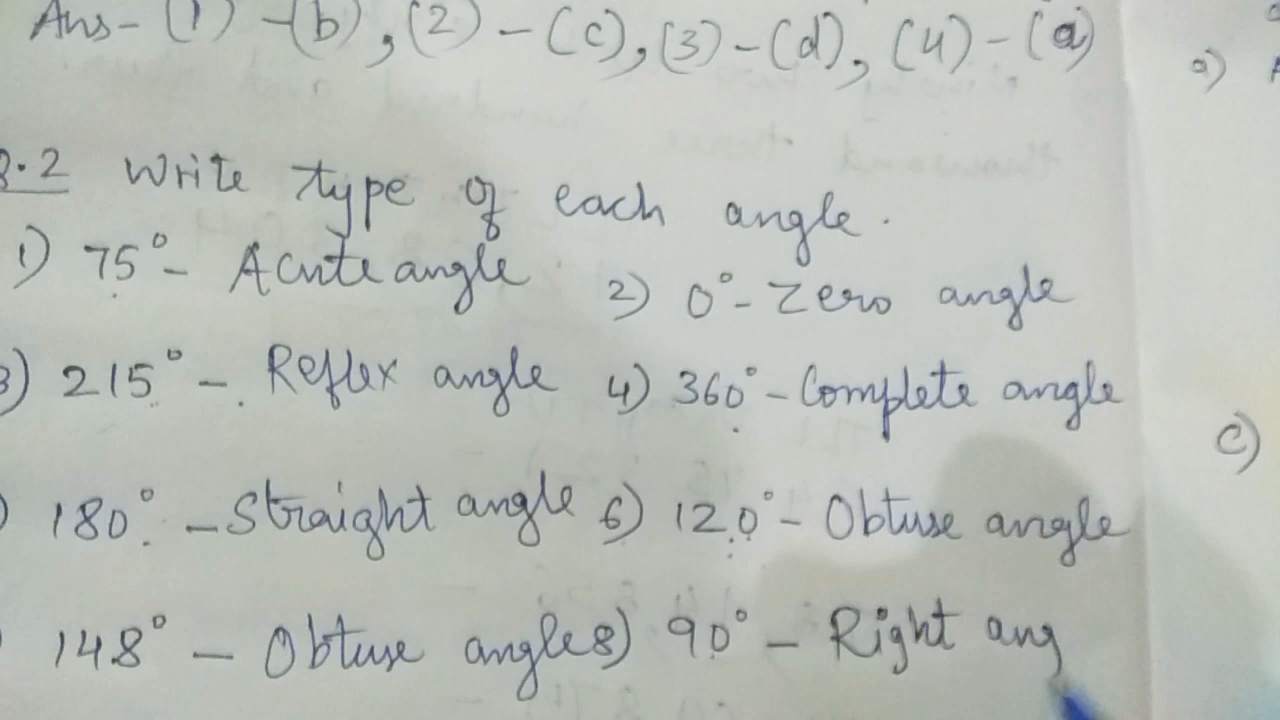 Ans - (1) - (b), (2) - (c), (3) - (d), (4) - (a)
a)
.2 Write type of each angle.
1) 75° - Acute angle 2) 0° - Zero angle
3) 215° - Reflex angle 4) 360° - Complete angle
c)
) 180° - Straight angle 6) 120° - Obtuse angle
148° - Obtuse angle 8) 90° - Right ang